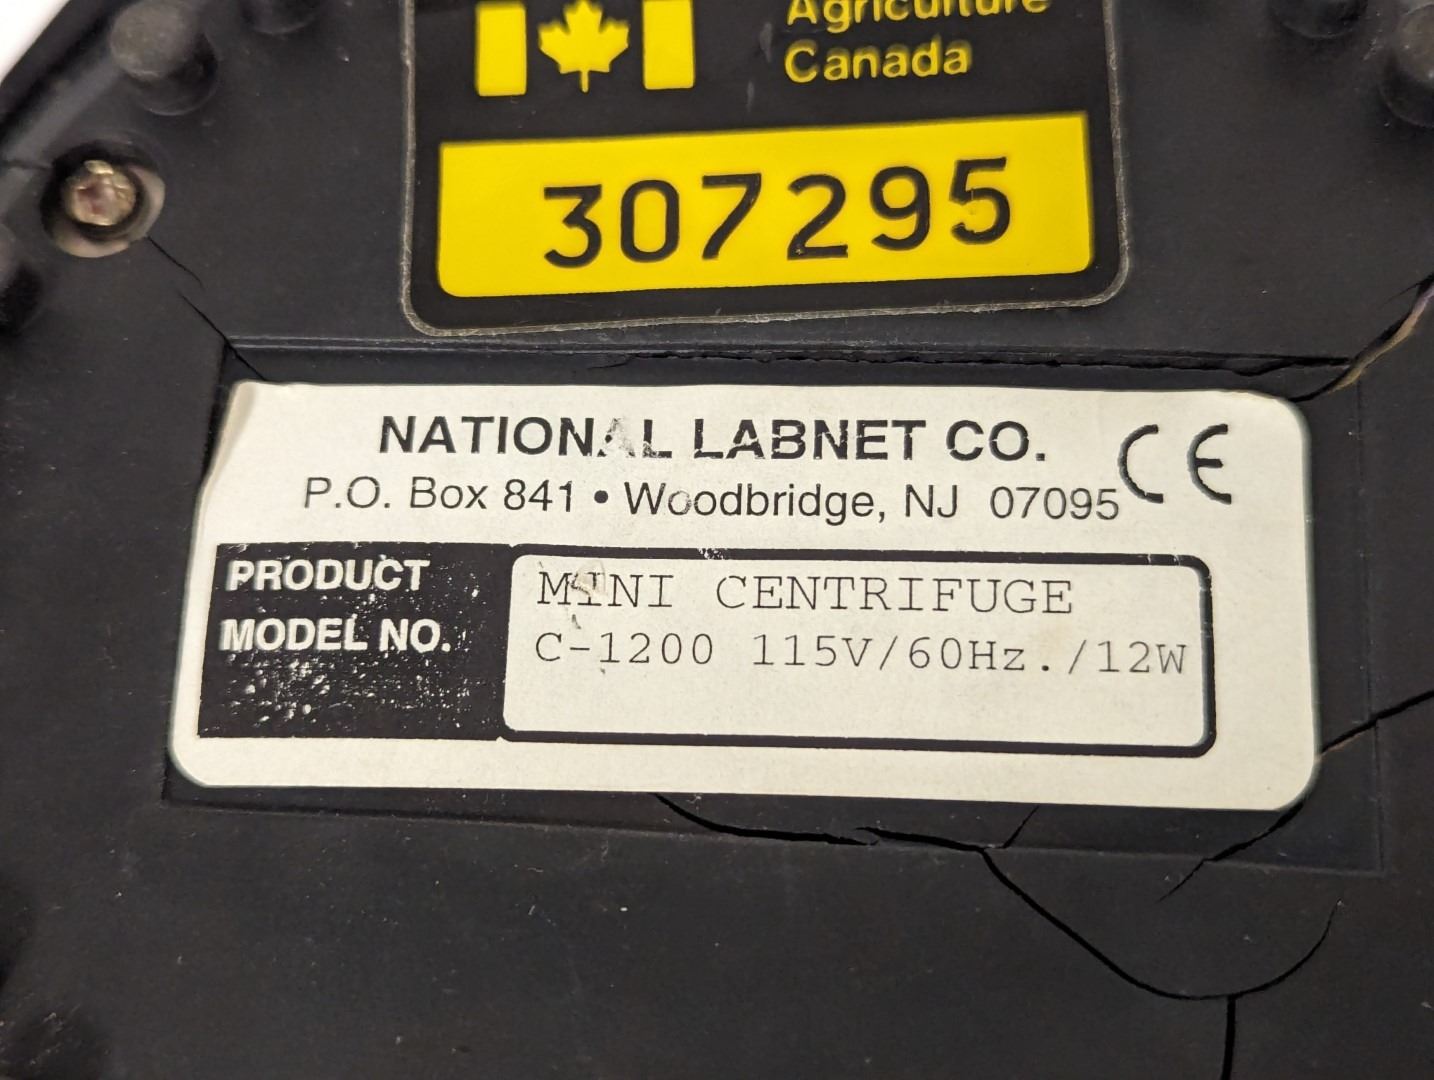 Agriculture
Canada
307295
NATIONAL LABNET CO.
CE
P.O. Box 841 • Woodbridge, NJ 07095
PRODUCT MINI CENTRIFUGE
MODEL NO. C-1200 115V/60Hz./12W